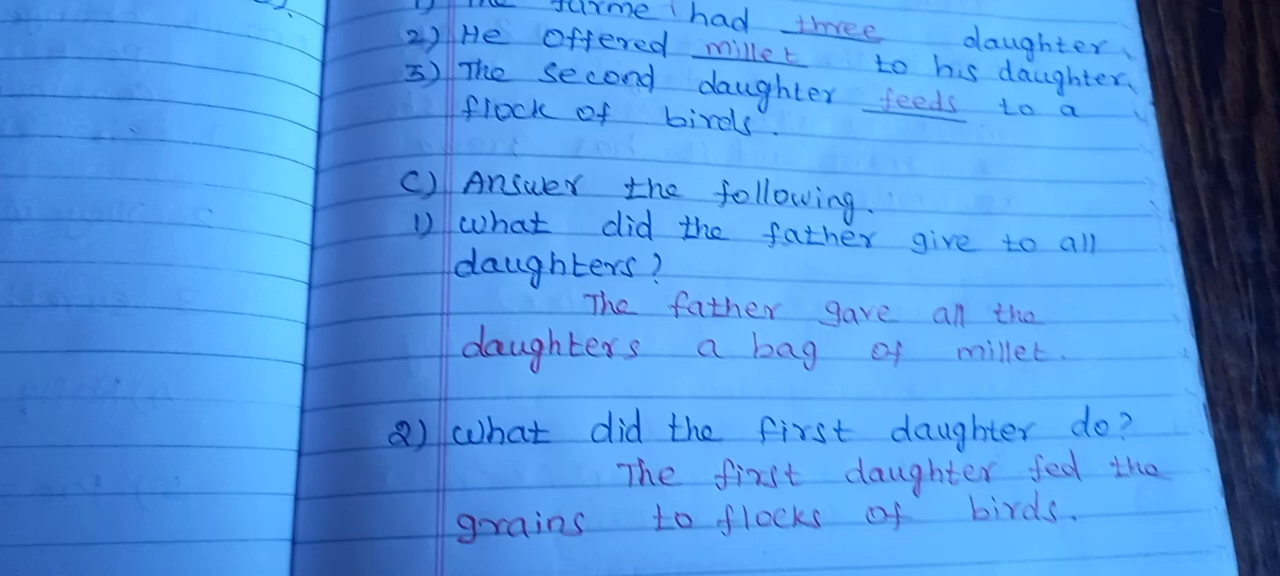 1) The farme had three daughter
2) He offered millet to his daughter
3) The second daughter feeds to a
flock of birds.
C) Answer the following.
1) What did the father give to all
daughters?
The father gave all the
daughters a bag of millet.
2) What did the first daughter do?
The first daughter fed the
grains to flocks of birds.